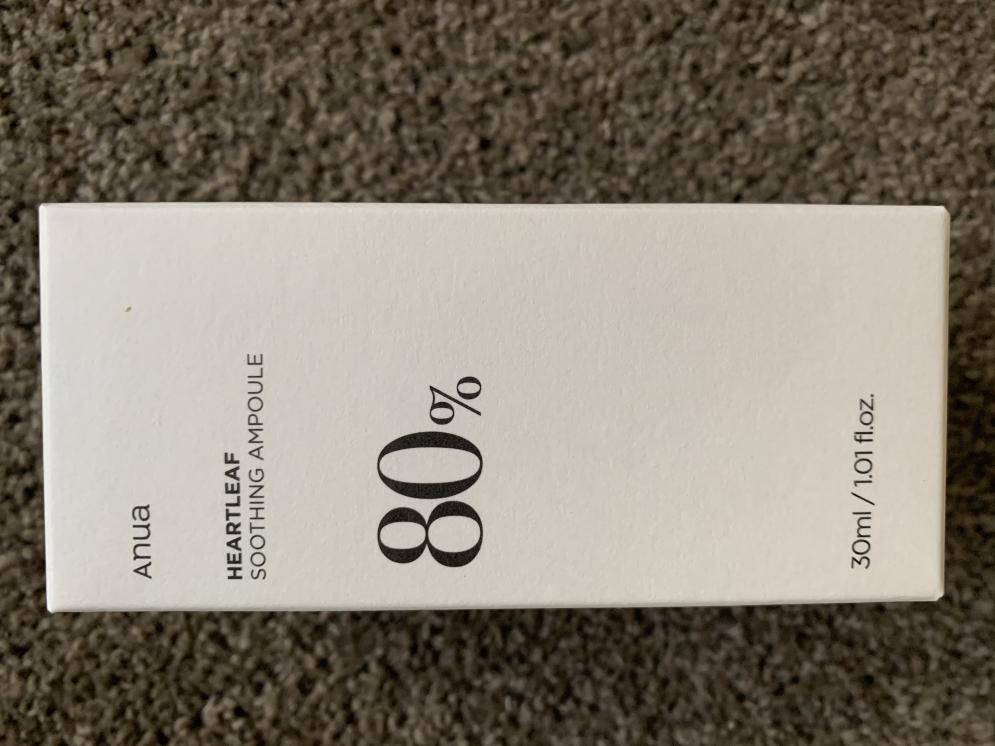 Anua
HEARTLEAF
SOOTHING AMPOULE
80%
30ml / 1.01 fl.oz.